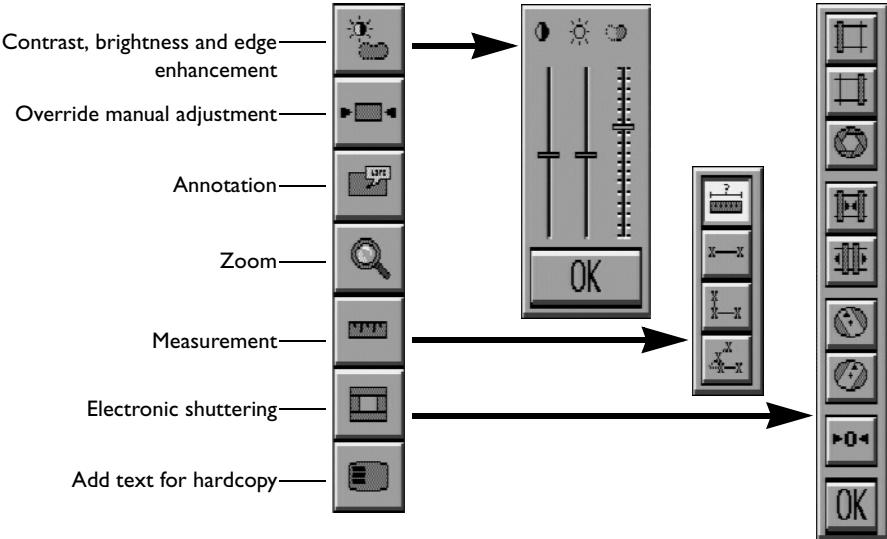 Contrast, brightness and edge
enhancement
Override manual adjustment
Annotation
Zoom
Measurement
Electronic shuttering
Add text for hardcopy
OK
?
X—X
X
X—X
X
X—X
▶0◀
OK